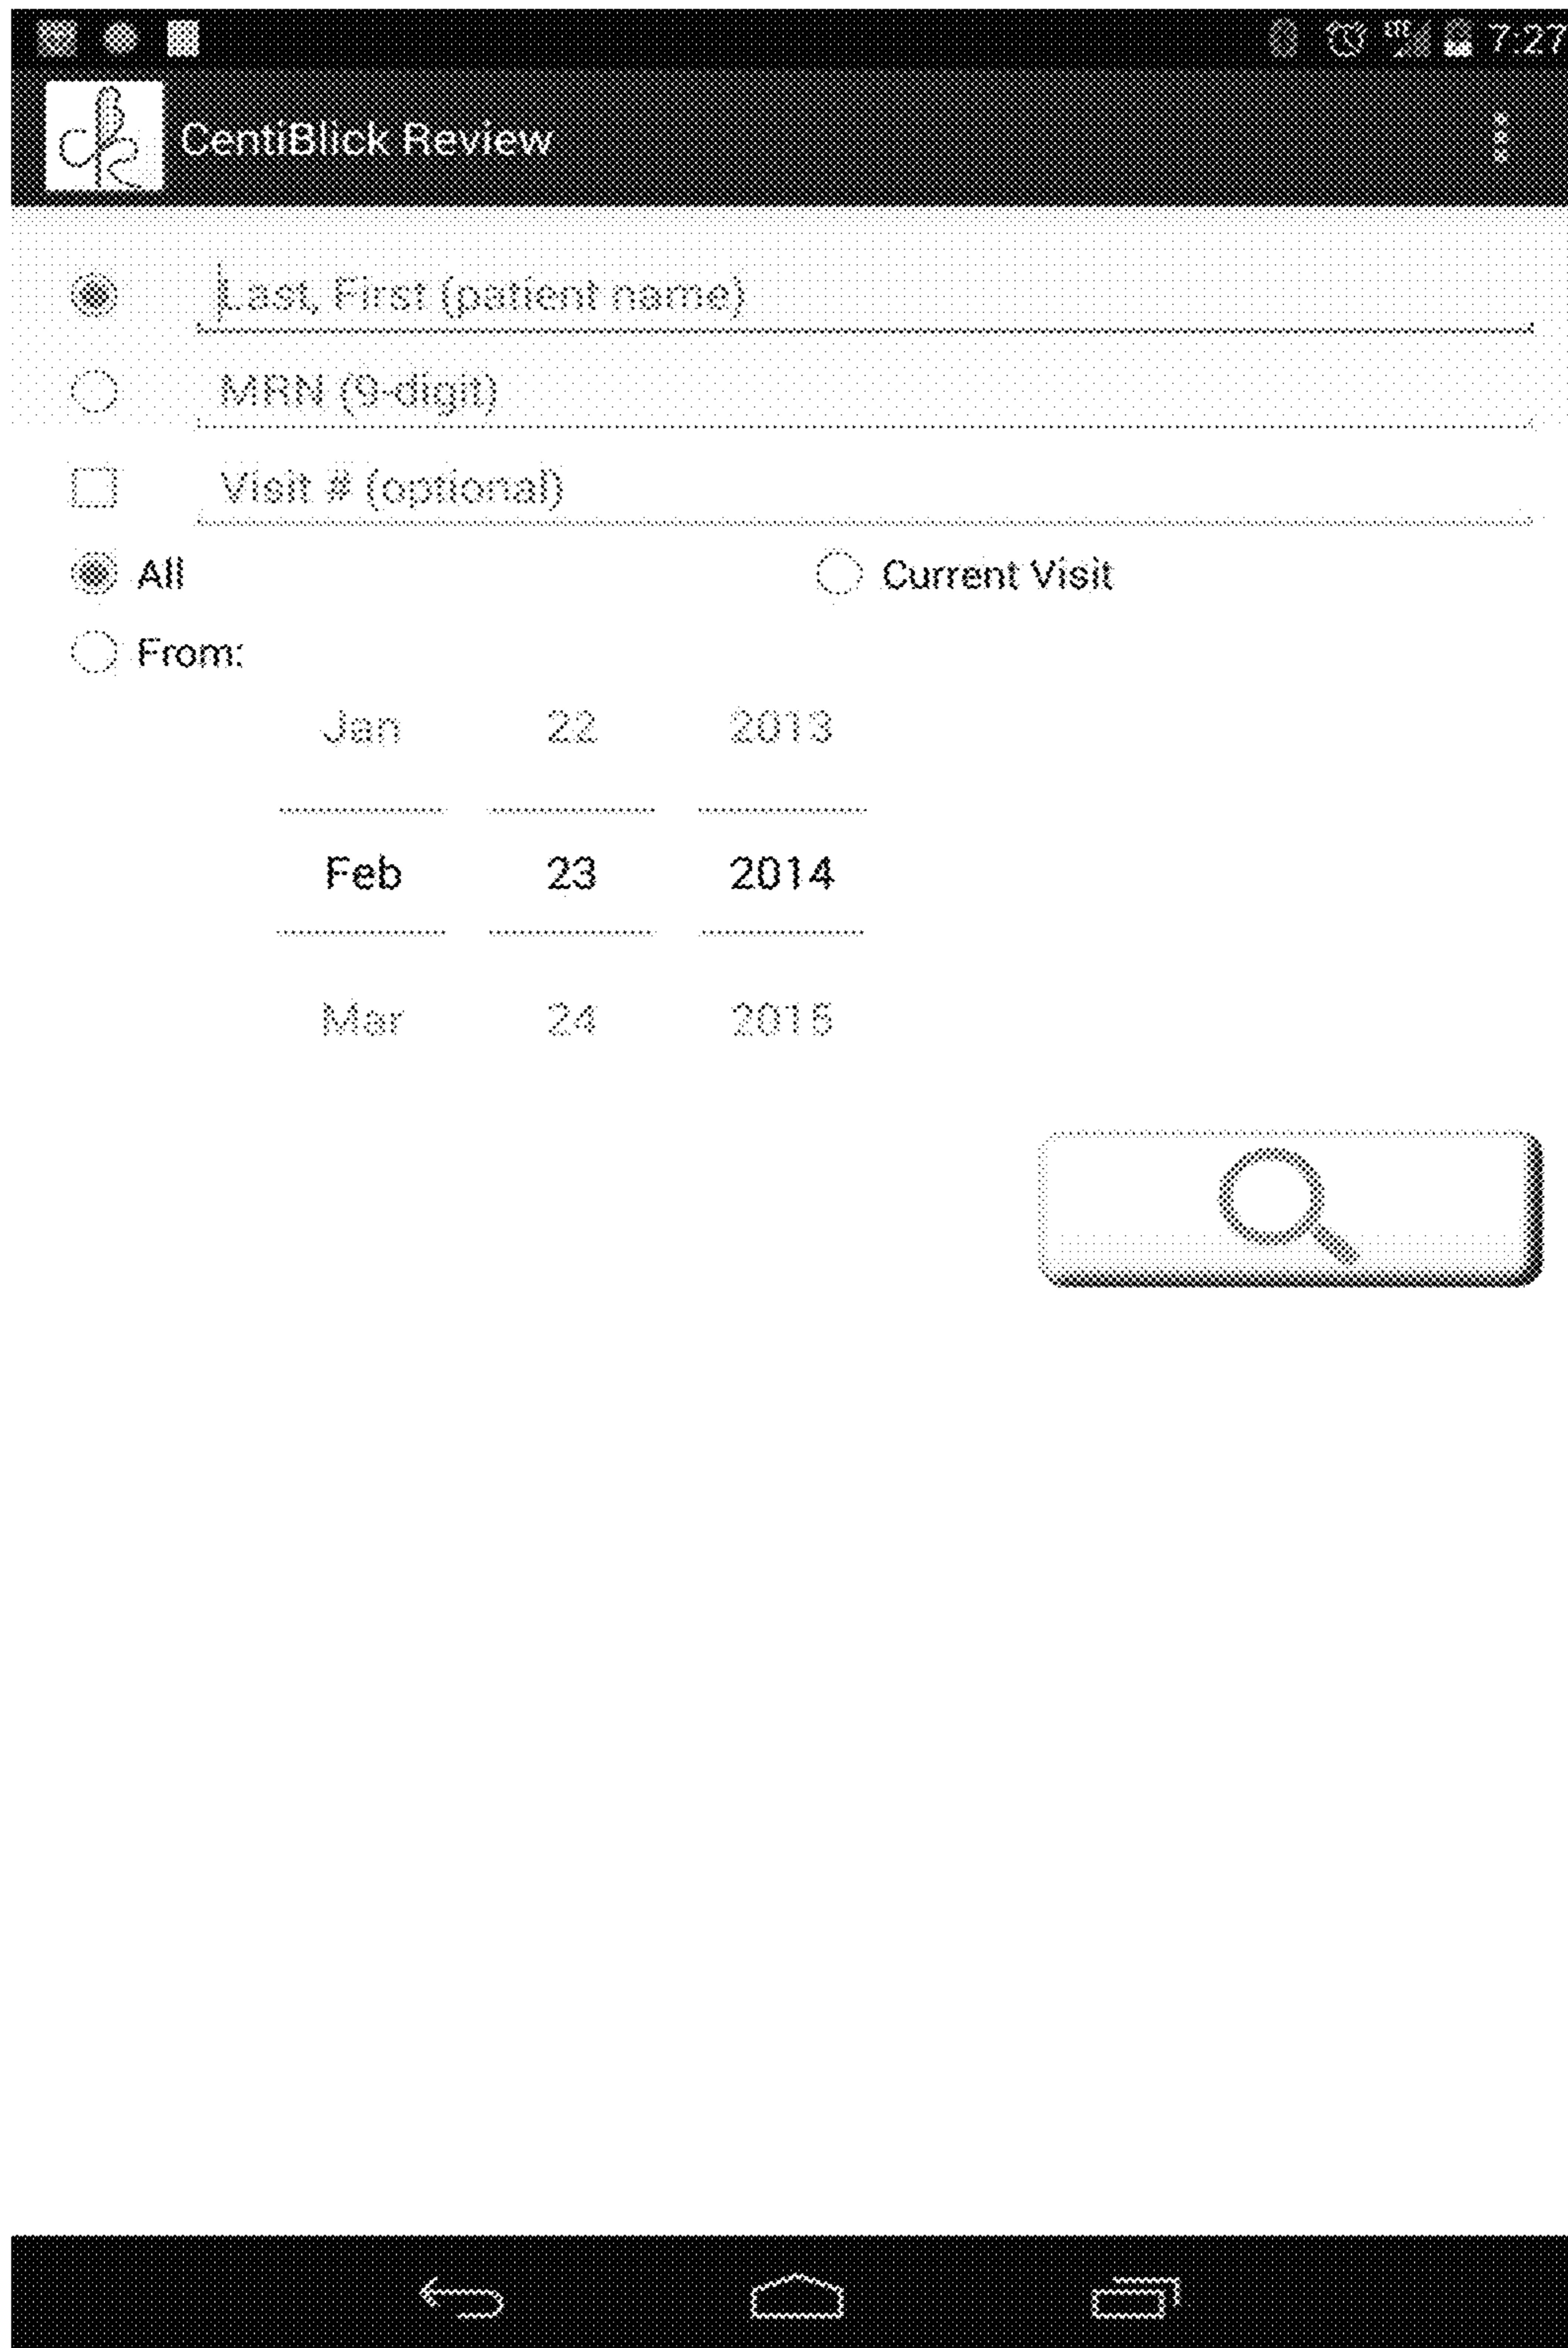 7:27
CentiBlick Review
Last, First (patient name)
MRN (9-digit)
Visit # (optional)
All Current Visit
From:
Jan 22 2013
Feb 23 2014
Mar 24 2015